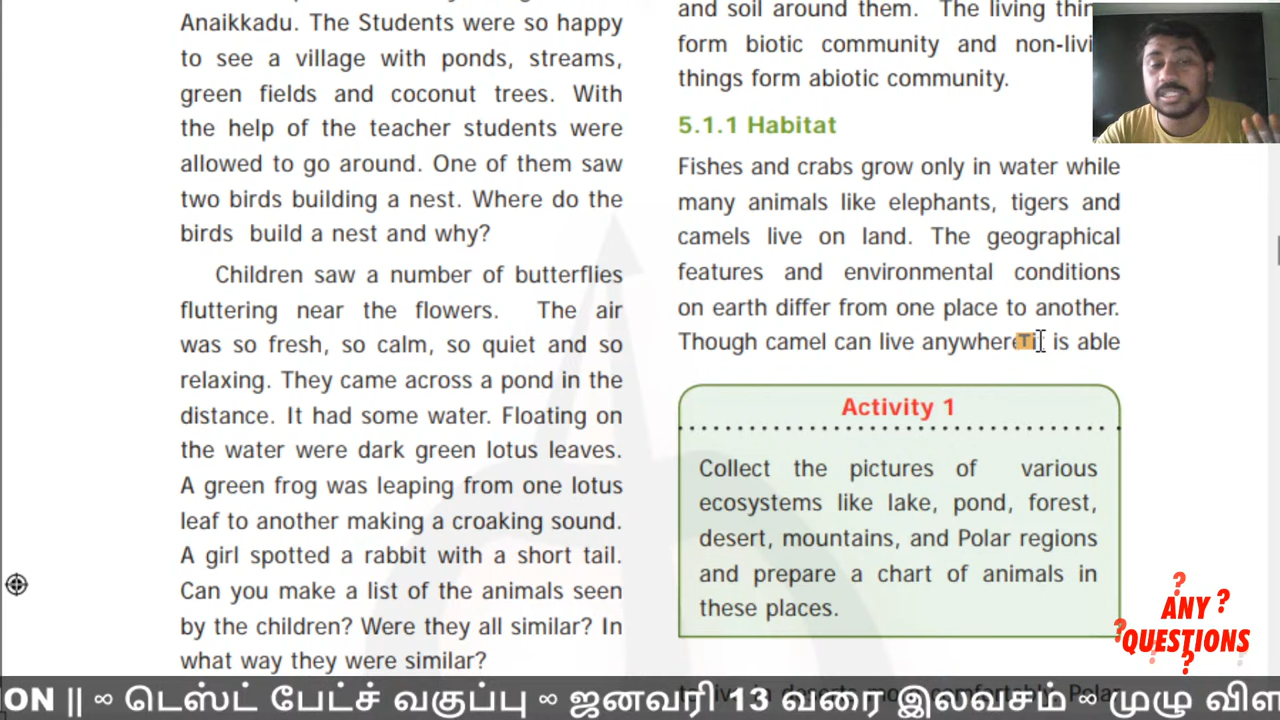 Anaikkadu. The Students were so happy
to see a village with ponds, streams,
green fields and coconut trees. With
the help of the teacher students were
allowed to go around. One of them saw
two birds building a nest. Where do the
birds build a nest and why?
Children saw a number of butterflies
fluttering near the flowers. The air
was so fresh, so calm, so quiet and so
relaxing. They came across a pond in the
distance. It had some water. Floating on
the water were dark green lotus leaves.
A green frog was leaping from one lotus
leaf to another making a croaking sound.
A girl spotted a rabbit with a short tail.
Can you make a list of the animals seen
by the children? Were they all similar? In
what way they were similar?
and soil around them. The living
form biotic community and
things form abiotic community.
5.1.1 Habitat
Fishes and crabs grow only in water while
many animals like elephants, tigers and
camels live on land. The geographical
features and environmental conditions
on earth differ from one place to another.
Though camel can live anywhere is able
Activity 1
Collect the pictures of various
ecosystems like lake, pond, forest,
desert, mountains, and Polar regions
and prepare a chart of animals in
these places.
to live in deserts more comfortably. Polar
ANY
QUESTIONS
ION || ∞ டெஸ்ட் பேட்ச் வகுப்பு ∞ ஜனவரி 13 வரை இலவசம் ∞ முழு